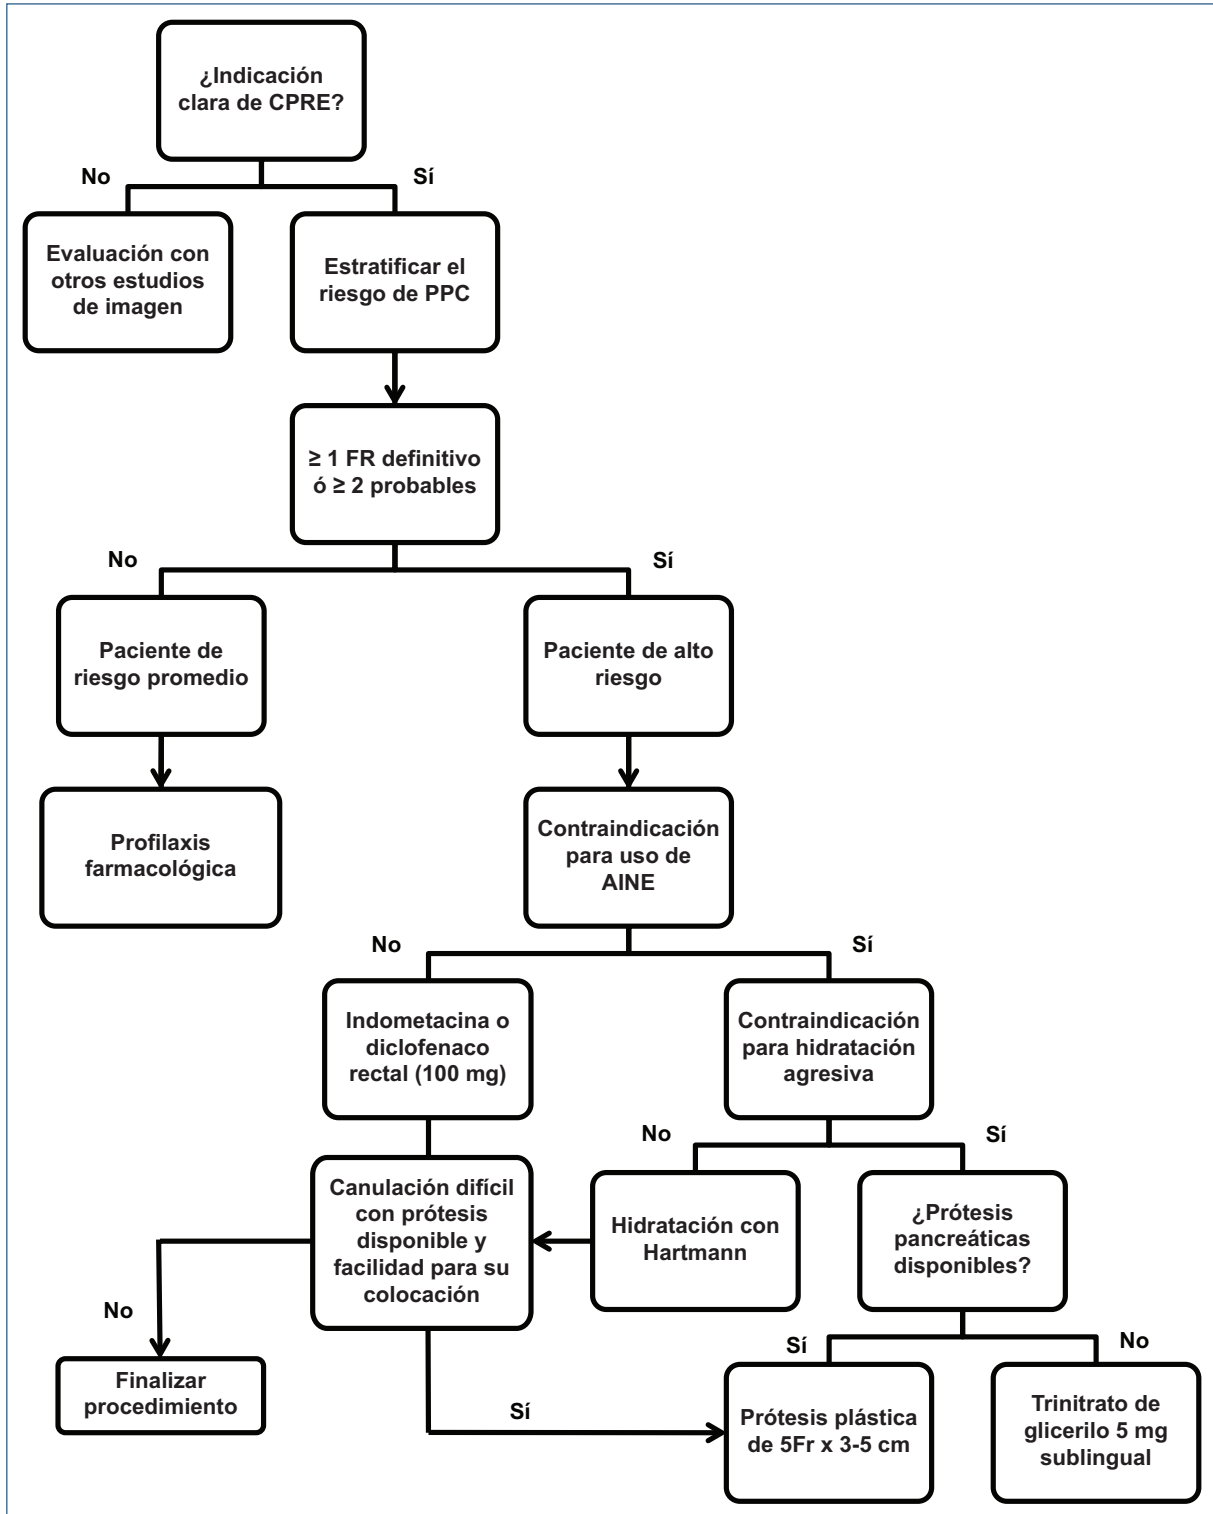 ¿Indicación
clara de CPRE?
No
Sí
Evaluación con
otros estudios
de imagen
Estratificar el
riesgo de PPC
≥ 1 FR definitivo
ó ≥ 2 probables
No
Sí
Paciente de
riesgo promedio
Paciente de alto
riesgo
Profilaxis
farmacológica
Contraindicación
para uso de
AINE
No
Sí
Indometacina o
diclofenaco
rectal (100 mg)
Contraindicación
para hidratación
agresiva
No
Sí
Canulación difícil
con prótesis
disponible y
facilidad para su
colocación
Hidratación con
Hartmann
¿Prótesis
pancreáticas
disponibles?
No
Sí
No
Finalizar
procedimiento
Sí
Prótesis plástica
de 5Fr x 3-5 cm
Trinitrato de
glicerilo 5 mg
sublingual